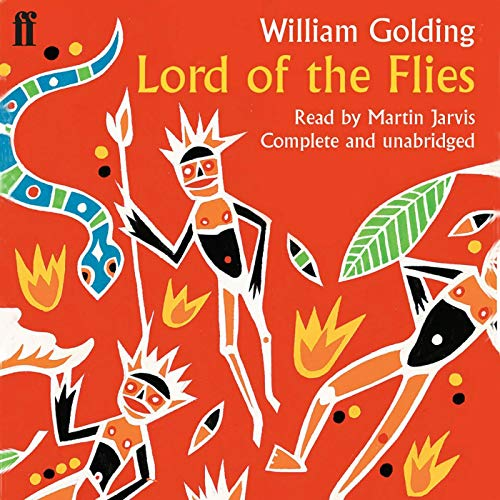 ff
William Golding
Lord of the Flies
Read by Martin Jarvis
Complete and unabridged